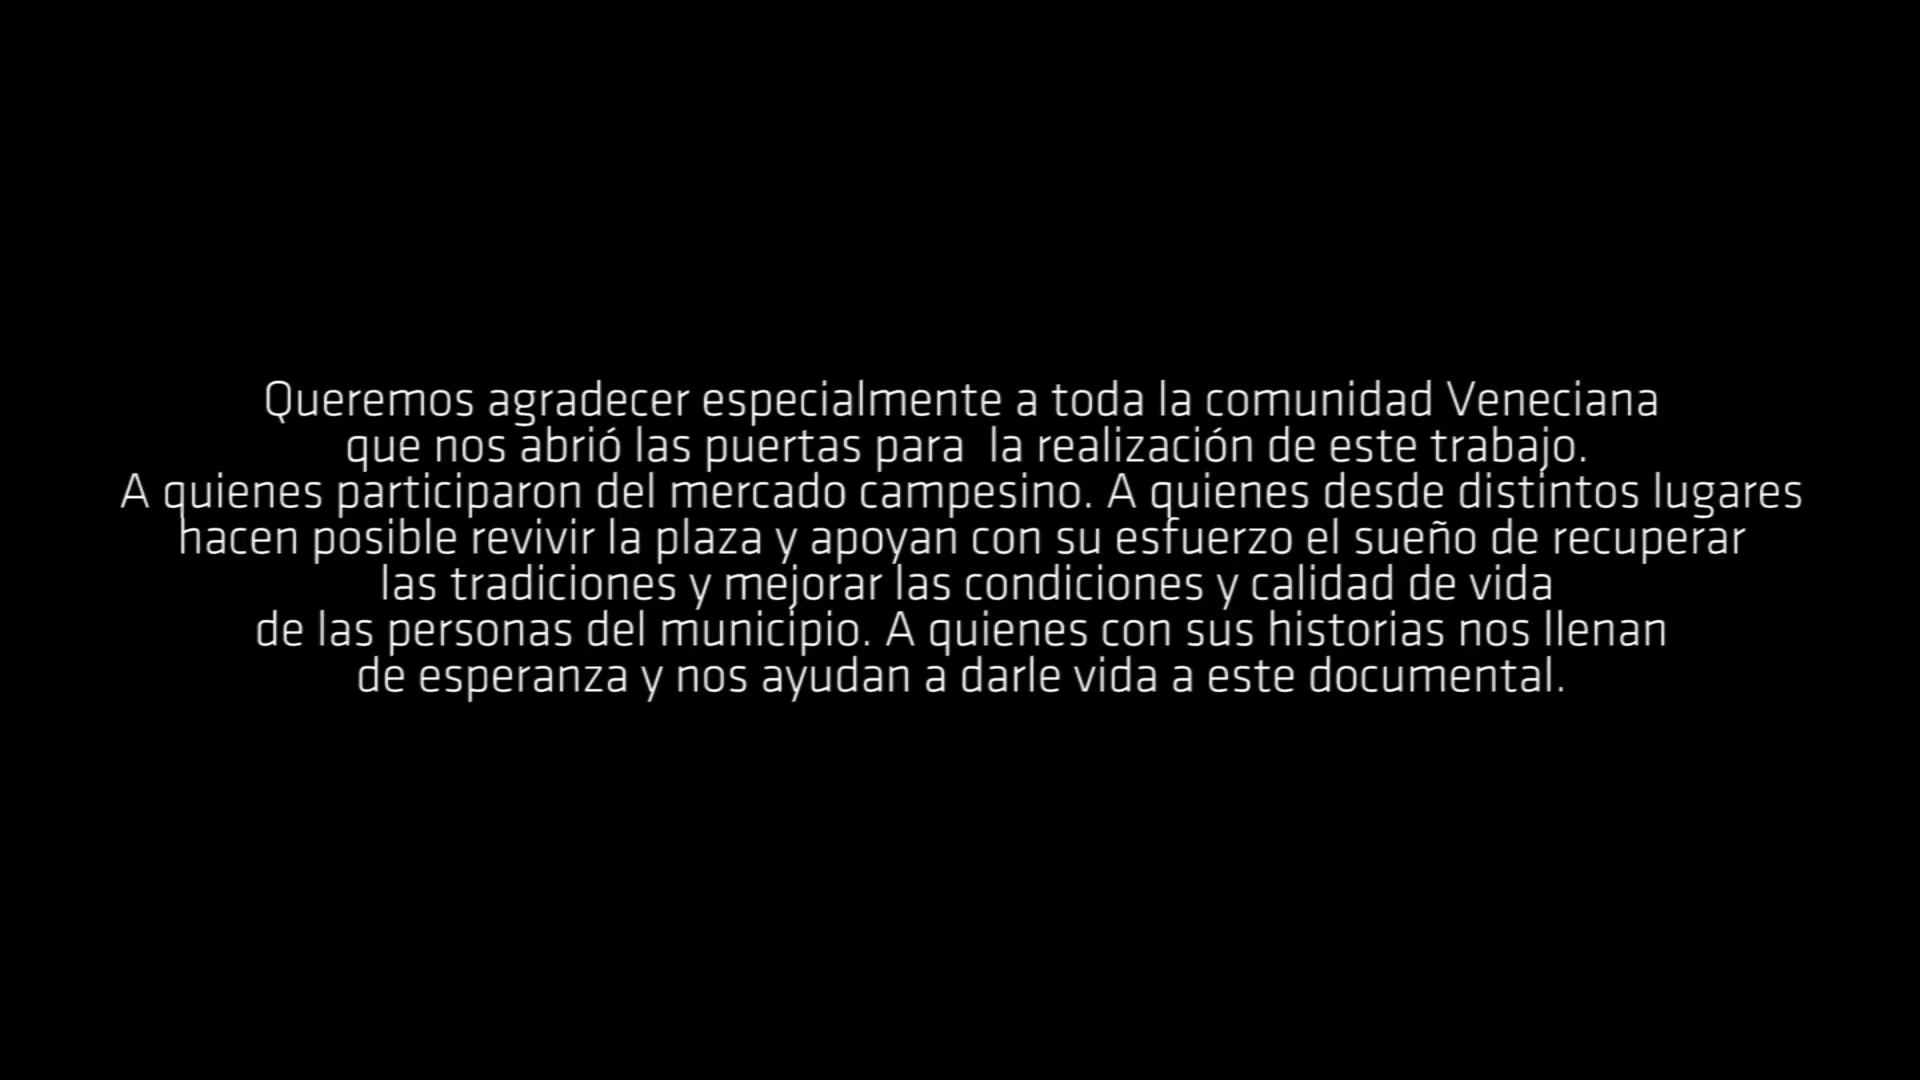 Queremos agradecer especialmente a toda la comunidad Veneciana
que nos abrió las puertas para  la realización de este trabajo.
A quienes participaron del mercado campesino. A quienes desde distintos lugares
hacen posible revivir la plaza y apoyan con su esfuerzo el sueño de recuperar
las tradiciones y mejorar las condiciones y calidad de vida
de las personas del municipio. A quienes con sus historias nos llenan
de esperanza y nos ayudan a darle vida a este documental.